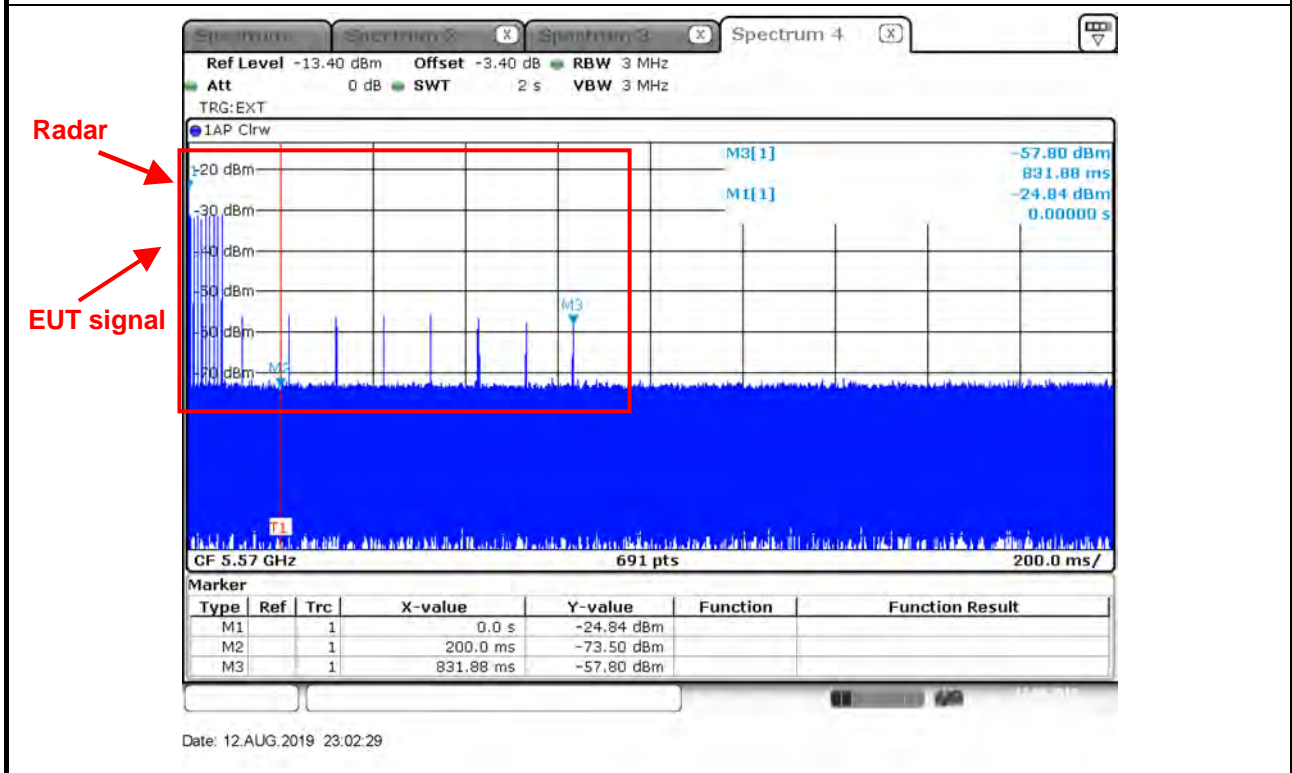 Spectrum 4
Ref Level -13.40 dBm Offset -3.40 dB RBW 3 MHz
Att 0 dB SWT 2 s VBW 3 MHz
TRG:EXT
1AP Clrw
Radar
EUT signal
M3[1] -57.80 dBm
831.88 ms
M1[1] -24.84 dBm
0.00000 s
-20 dBm
-30 dBm
-40 dBm
-50 dBm
-60 dBm
-70 dBm
M3
M2
T1
CF 5.57 GHz 691 pts 200.0 ms/
Marker
Type Ref Trc X-value Y-value Function Function Result
M1 1 0.0 s -24.84 dBm
M2 1 200.0 ms -73.50 dBm
M3 1 831.88 ms -57.80 dBm
Date: 12.AUG.2019 23:02:29